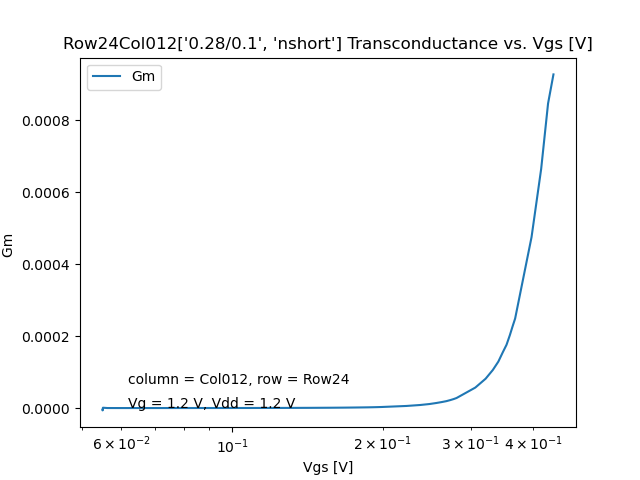 Row24Col012['0.28/0.1', 'nshort'] Transconductance vs. Vgs [V]
Gm
0.0008
0.0006
0.0004
0.0002
0.0000
Gm
column = Col012, row = Row24
Vg = 1.2 V, Vdd = 1.2 V
6 × 10⁻² 10⁻¹ 2 × 10⁻¹ 3 × 10⁻¹ 4 × 10⁻¹
Vgs [V]